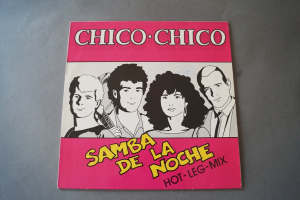 CHICO·CHICO
SAMBA
DE LA
NOCHE
HOT-LEG-MIX